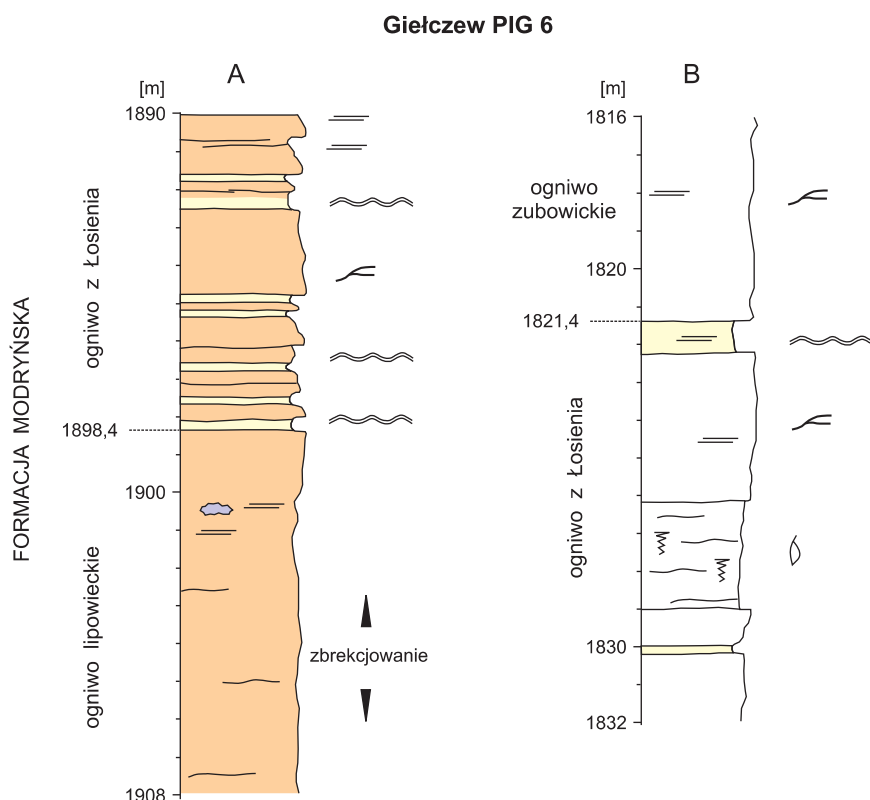 Giełczew PIG 6
A
[m]
1890
ogniwo z Łosienia
1898,4
1900
FORMACJA MODRYŃSKA
ogniwo lipowieckie
zbrekcjowanie
1908
B
[m]
1816
ogniwo
zubowickie
1820
1821,4
ogniwo z Łosienia
1830
1832